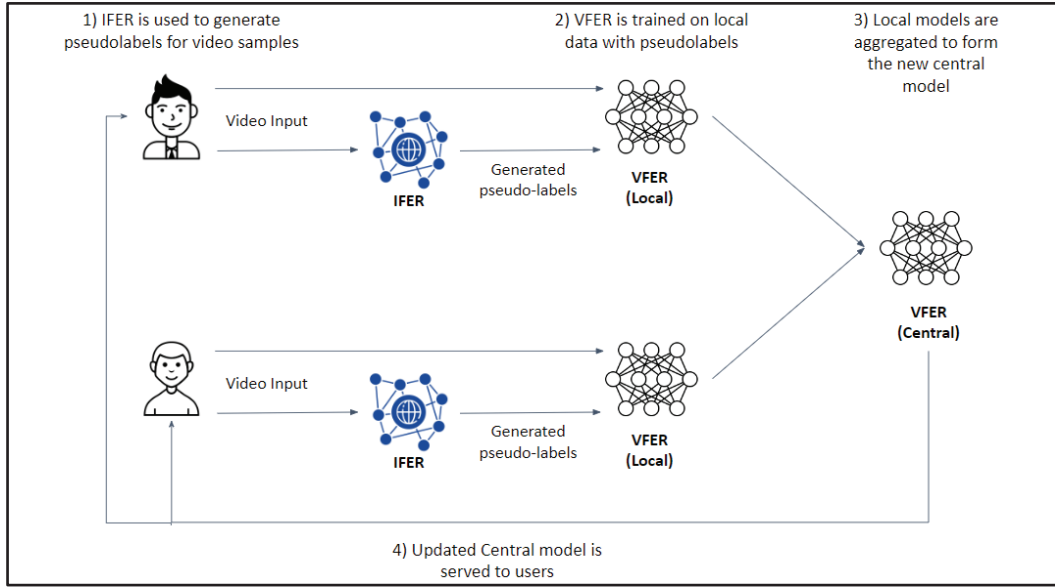 1) IFER is used to generate
pseudolabels for video samples
2) VFER is trained on local
data with pseudolabels
3) Local models are
aggregated to form
the new central
model
Video Input
IFER
Generated
pseudo-labels
VFER
(Local)
VFER
(Central)
Video Input
IFER
Generated
pseudo-labels
VFER
(Local)
4) Updated Central model is
served to users